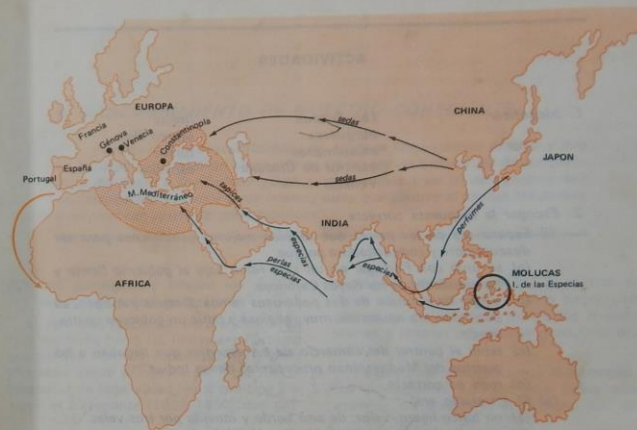 EUROPA
CHINA
Francia
Génova
Venecia
Constantinopla
España
Portugal
JAPON
M. Mediterráneo
sedas
sedas
tapices
INDIA
perfumes
especias
especias
perlas
especias
AFRICA
MOLUCAS
I. de las Especias